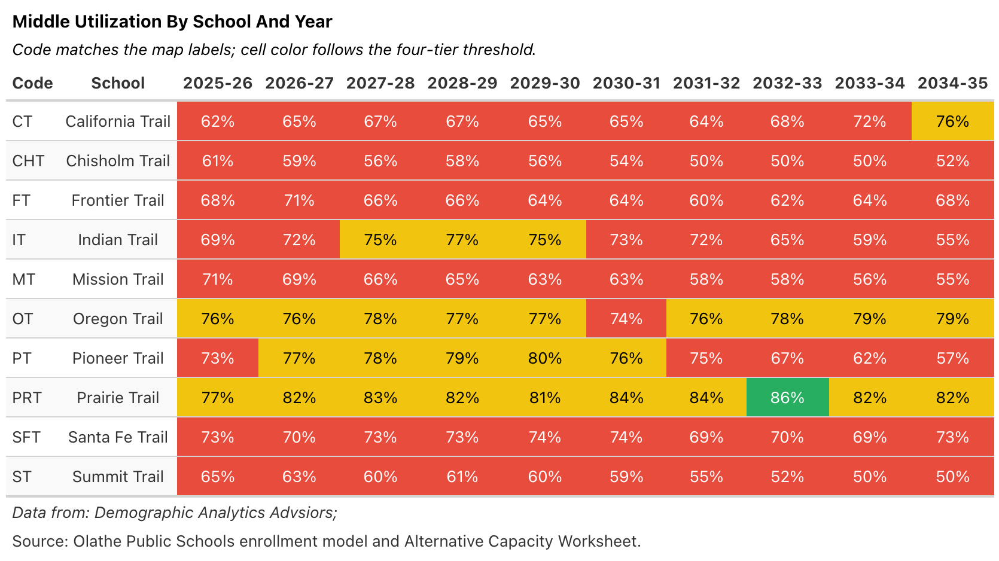 Middle Utilization By School And Year
Code matches the map labels; cell color follows the four-tier threshold.
Code School 2025-26 2026-27 2027-28 2028-29 2029-30 2030-31 2031-32 2032-33 2033-34 2034-35
CT California Trail 62% 65% 67% 67% 65% 65% 64% 68% 72% 76%
CHT Chisholm Trail 61% 59% 56% 58% 56% 54% 50% 50% 50% 52%
FT Frontier Trail 68% 71% 66% 66% 64% 64% 60% 62% 64% 68%
IT Indian Trail 69% 72% 75% 77% 75% 73% 72% 65% 59% 55%
MT Mission Trail 71% 69% 66% 65% 63% 63% 58% 58% 56% 55%
OT Oregon Trail 76% 76% 78% 77% 77% 74% 76% 78% 79% 79%
PT Pioneer Trail 73% 77% 78% 79% 80% 76% 75% 67% 62% 57%
PRT Prairie Trail 77% 82% 83% 82% 81% 84% 84% 86% 82% 82%
SFT Santa Fe Trail 73% 70% 73% 73% 74% 74% 69% 70% 69% 73%
ST Summit Trail 65% 63% 60% 61% 60% 59% 55% 52% 50% 50%
Data from: Demographic Analytics Advsiors;
Source: Olathe Public Schools enrollment model and Alternative Capacity Worksheet.